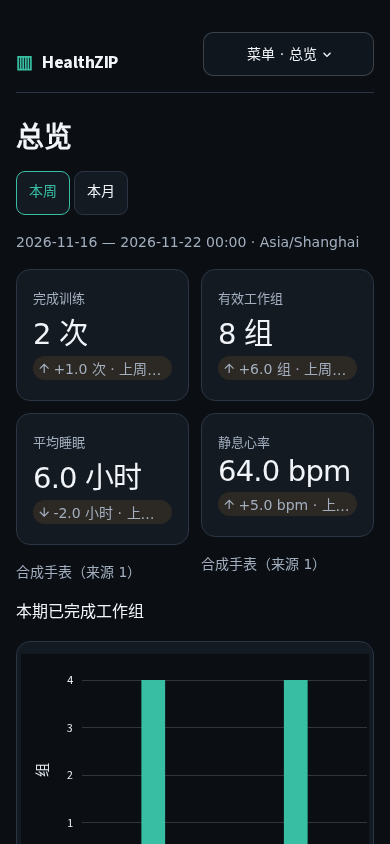 HealthZIP
菜单 · 总览
总览
本周
本月
2026-11-16 — 2026-11-22 00:00 · Asia/Shanghai
完成训练
2 次
↑ +1.0 次 · 上周…
有效工作组
8 组
↑ +6.0 组 · 上周…
平均睡眠
6.0 小时
↓ -2.0 小时 · 上…
合成手表（来源 1）
静息心率
64.0 bpm
↑ +5.0 bpm · 上…
合成手表（来源 1）
本期已完成工作组
4
3
2
1
组